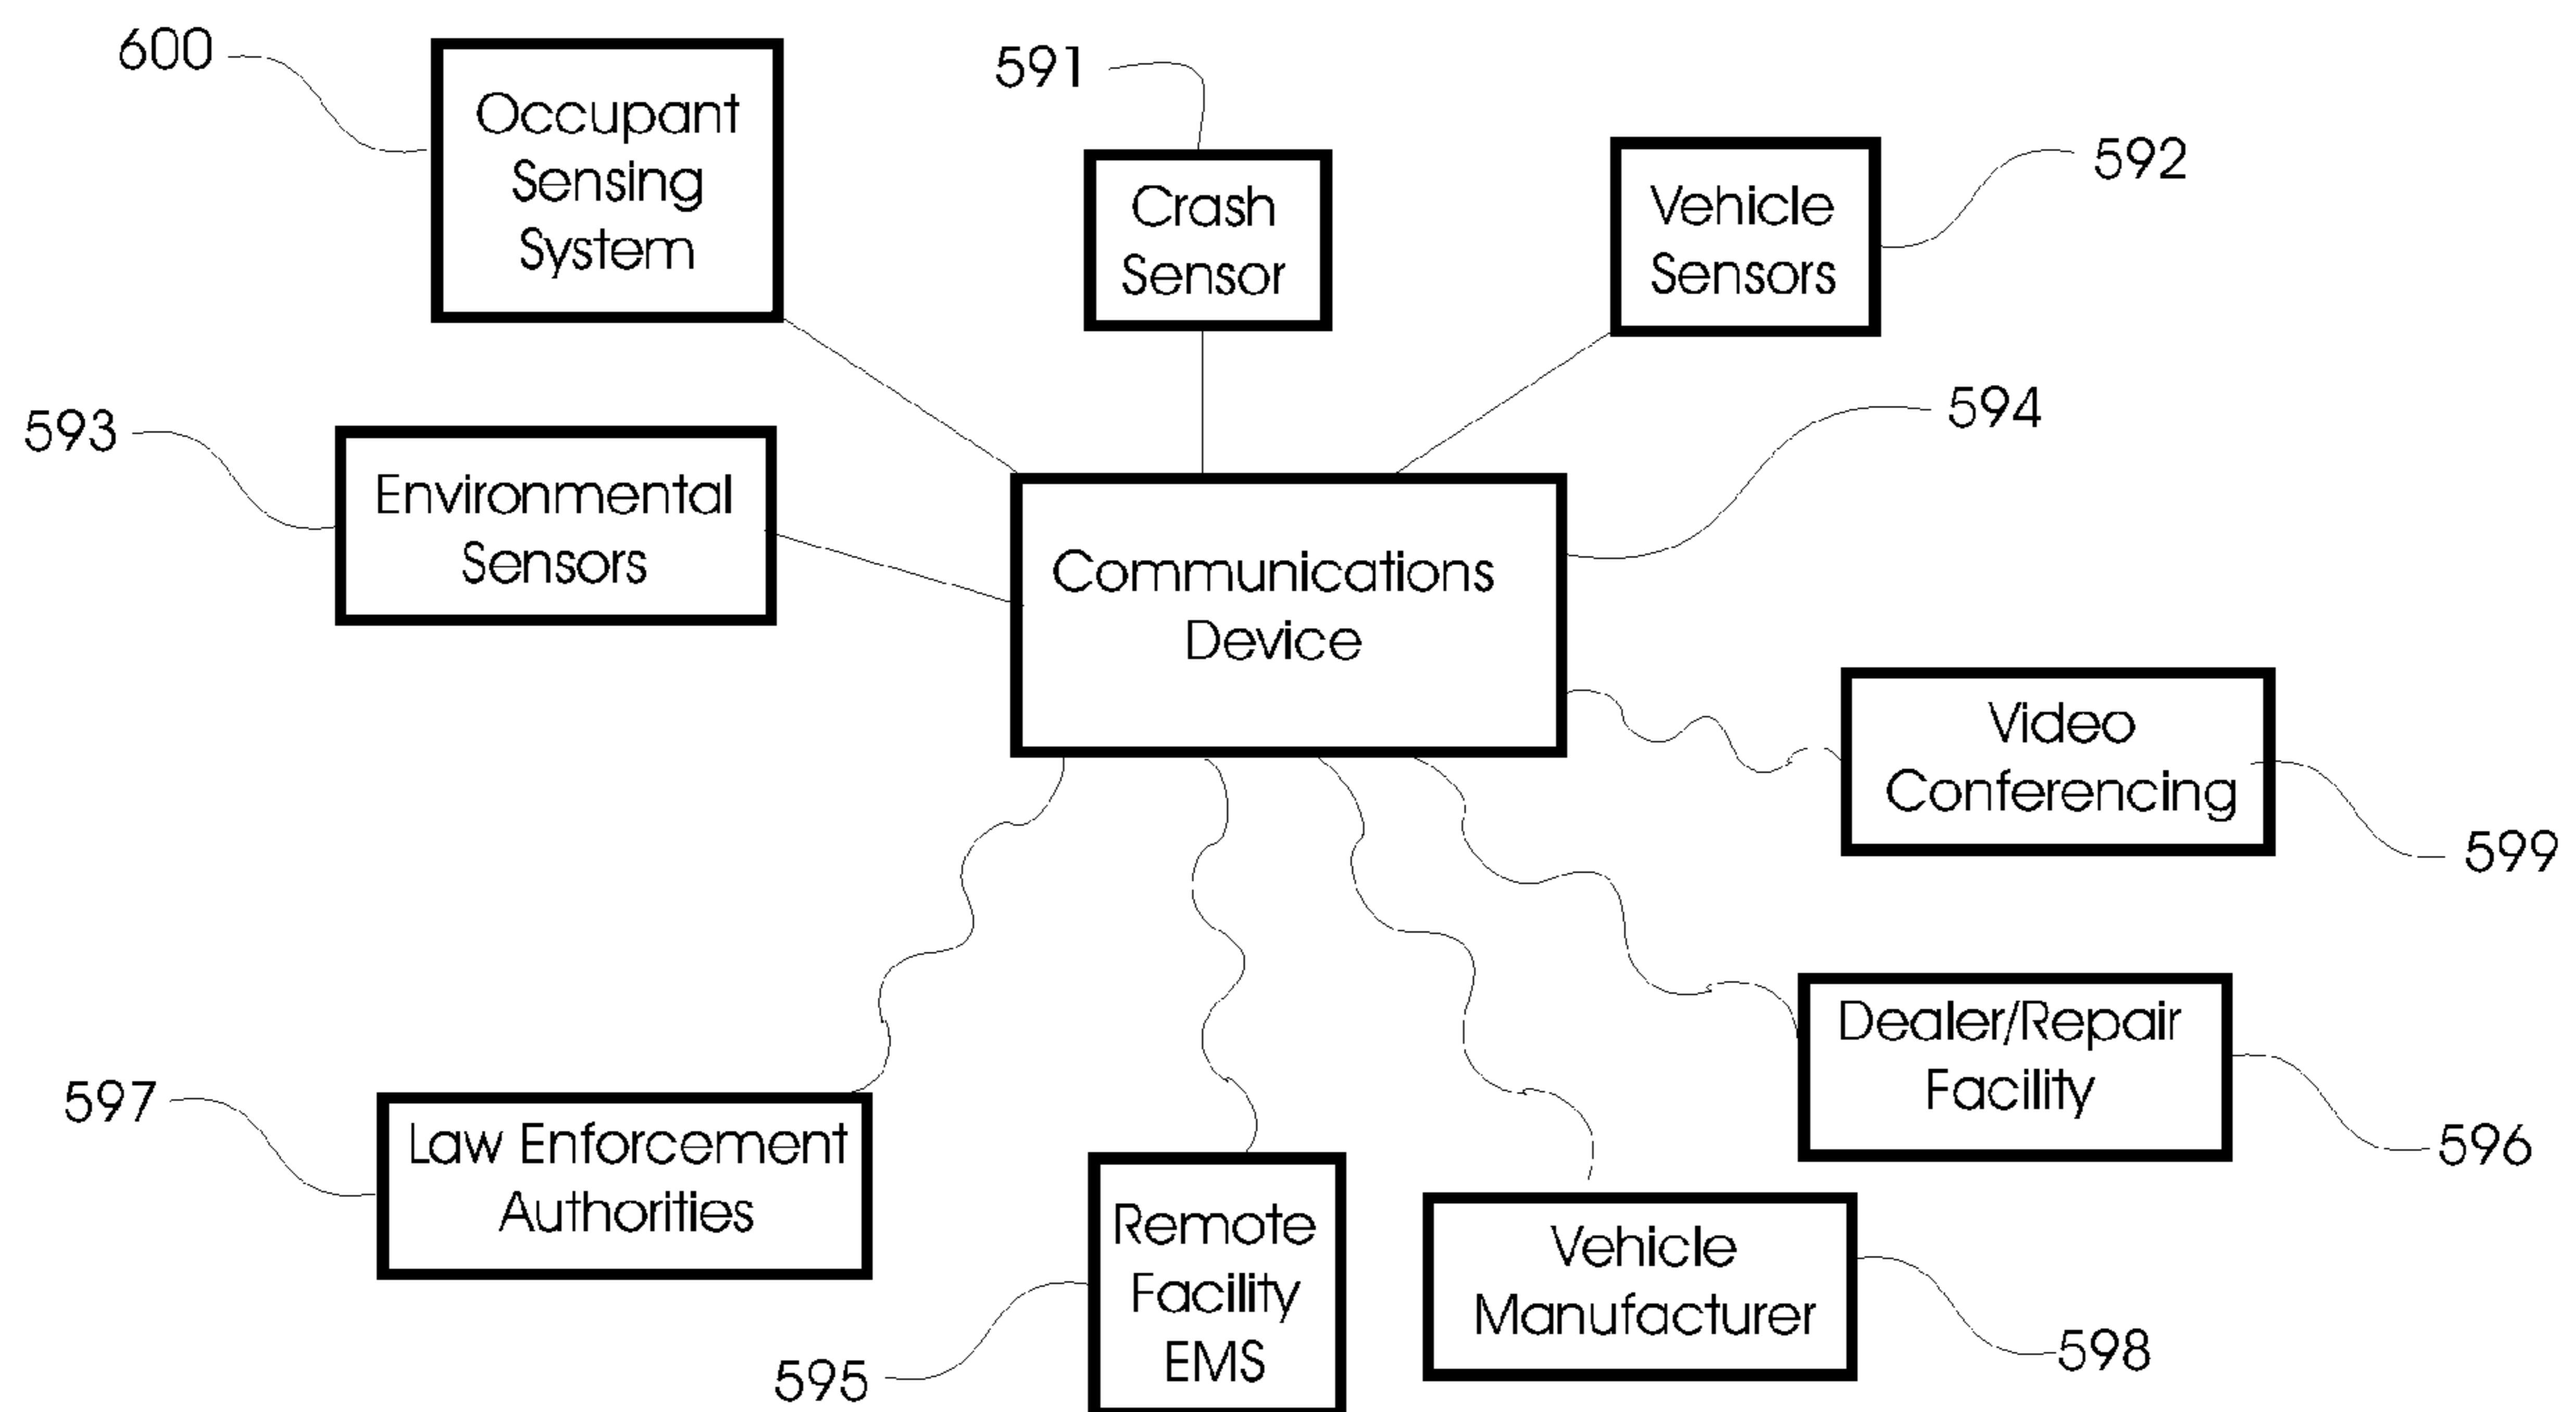 600
Occupant
Sensing
System
591
Crash
Sensor
Vehicle
Sensors
592
593
Environmental
Sensors
594
Communications
Device
Video
Conferencing
599
Dealer/Repair
Facility
596
597
Law Enforcement
Authorities
595
Remote
Facility
EMS
Vehicle
Manufacturer
598